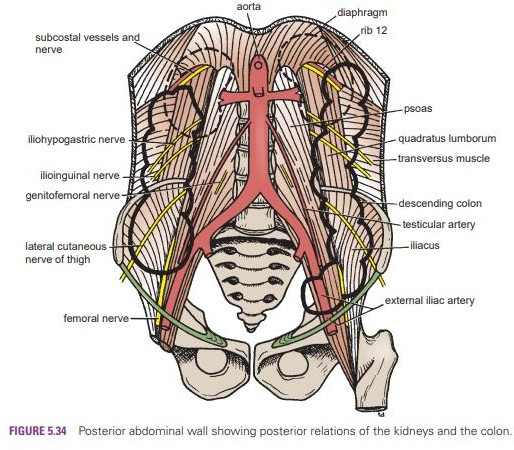 aorta
diaphragm
rib 12
subcostal vessels and
nerve
psoas
iliohypogastric nerve
quadratus lumborum
transversus muscle
ilioinguinal nerve
genitofemoral nerve
descending colon
testicular artery
lateral cutaneous
nerve of thigh
iliacus
external iliac artery
femoral nerve
FIGURE 5.34 Posterior abdominal wall showing posterior relations of the kidneys and the colon.